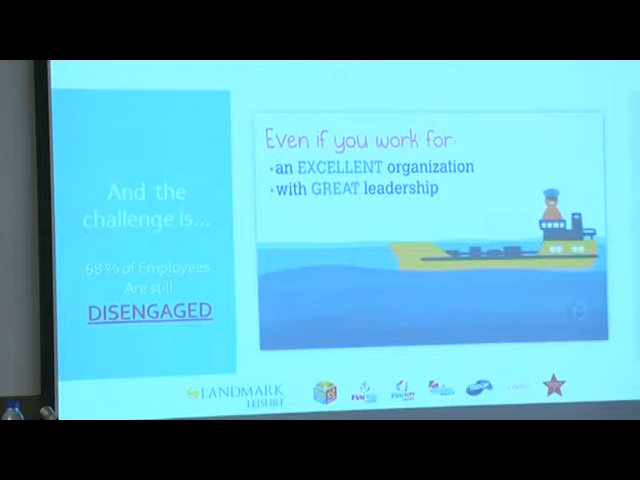 And the
challenge is...
68 % of Employees
Are still
DISENGAGED
Even if you work for:
•an EXCELLENT organization
•with GREAT leadership
LANDMARK
LEISURE